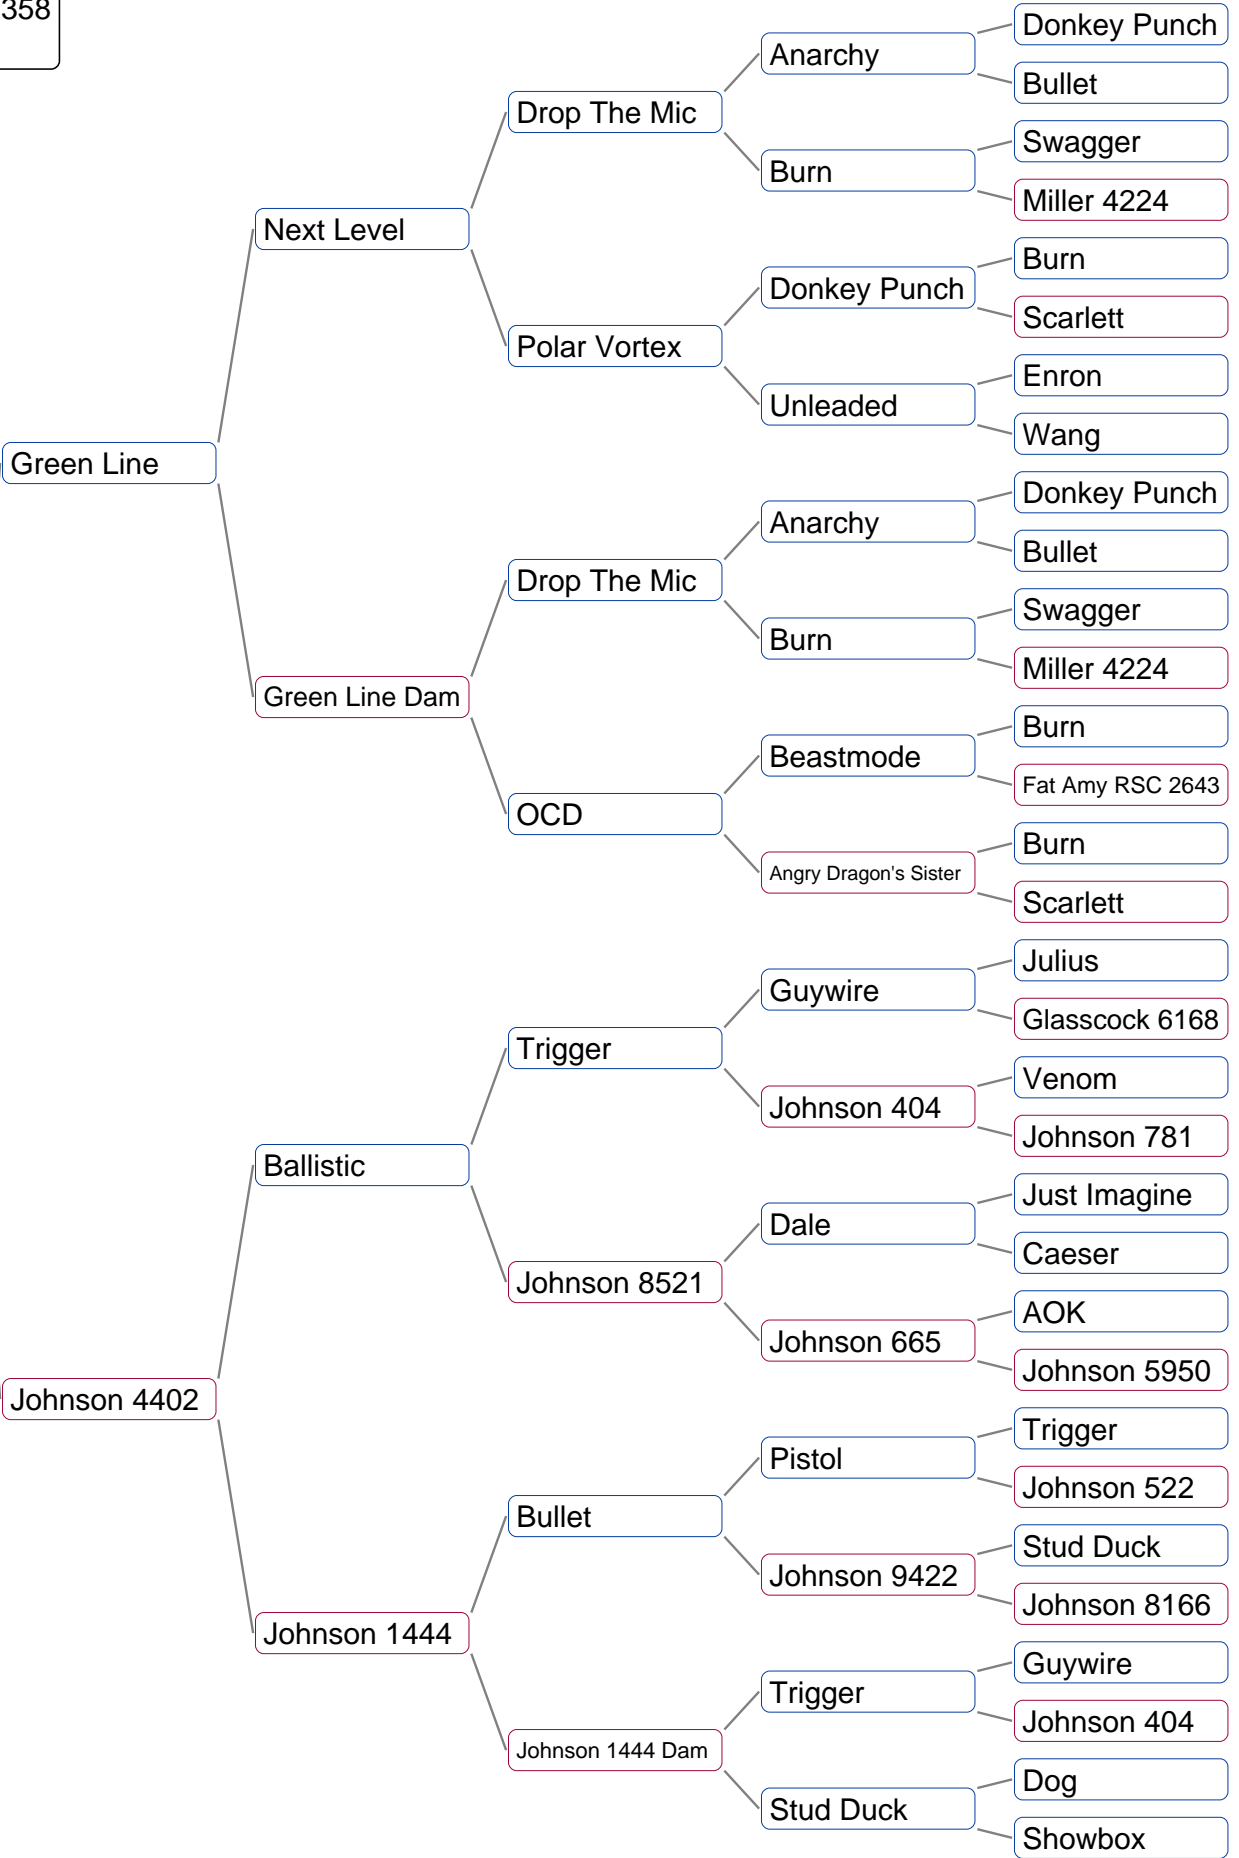 358
Donkey Punch
Anarchy
Bullet
Drop The Mic
Swagger
Burn
Miller 4224
Next Level
Burn
Donkey Punch
Scarlett
Polar Vortex
Enron
Unleaded
Wang
Green Line
Donkey Punch
Anarchy
Bullet
Drop The Mic
Swagger
Burn
Miller 4224
Green Line Dam
Burn
Beastmode
Fat Amy RSC 2643
OCD
Burn
Angry Dragon's Sister
Scarlett
Julius
Guywire
Glasscock 6168
Trigger
Venom
Johnson 404
Johnson 781
Ballistic
Just Imagine
Dale
Caeser
Johnson 8521
AOK
Johnson 665
Johnson 5950
Johnson 4402
Trigger
Pistol
Johnson 522
Bullet
Stud Duck
Johnson 9422
Johnson 8166
Johnson 1444
Guywire
Trigger
Johnson 404
Johnson 1444 Dam
Dog
Stud Duck
Showbox